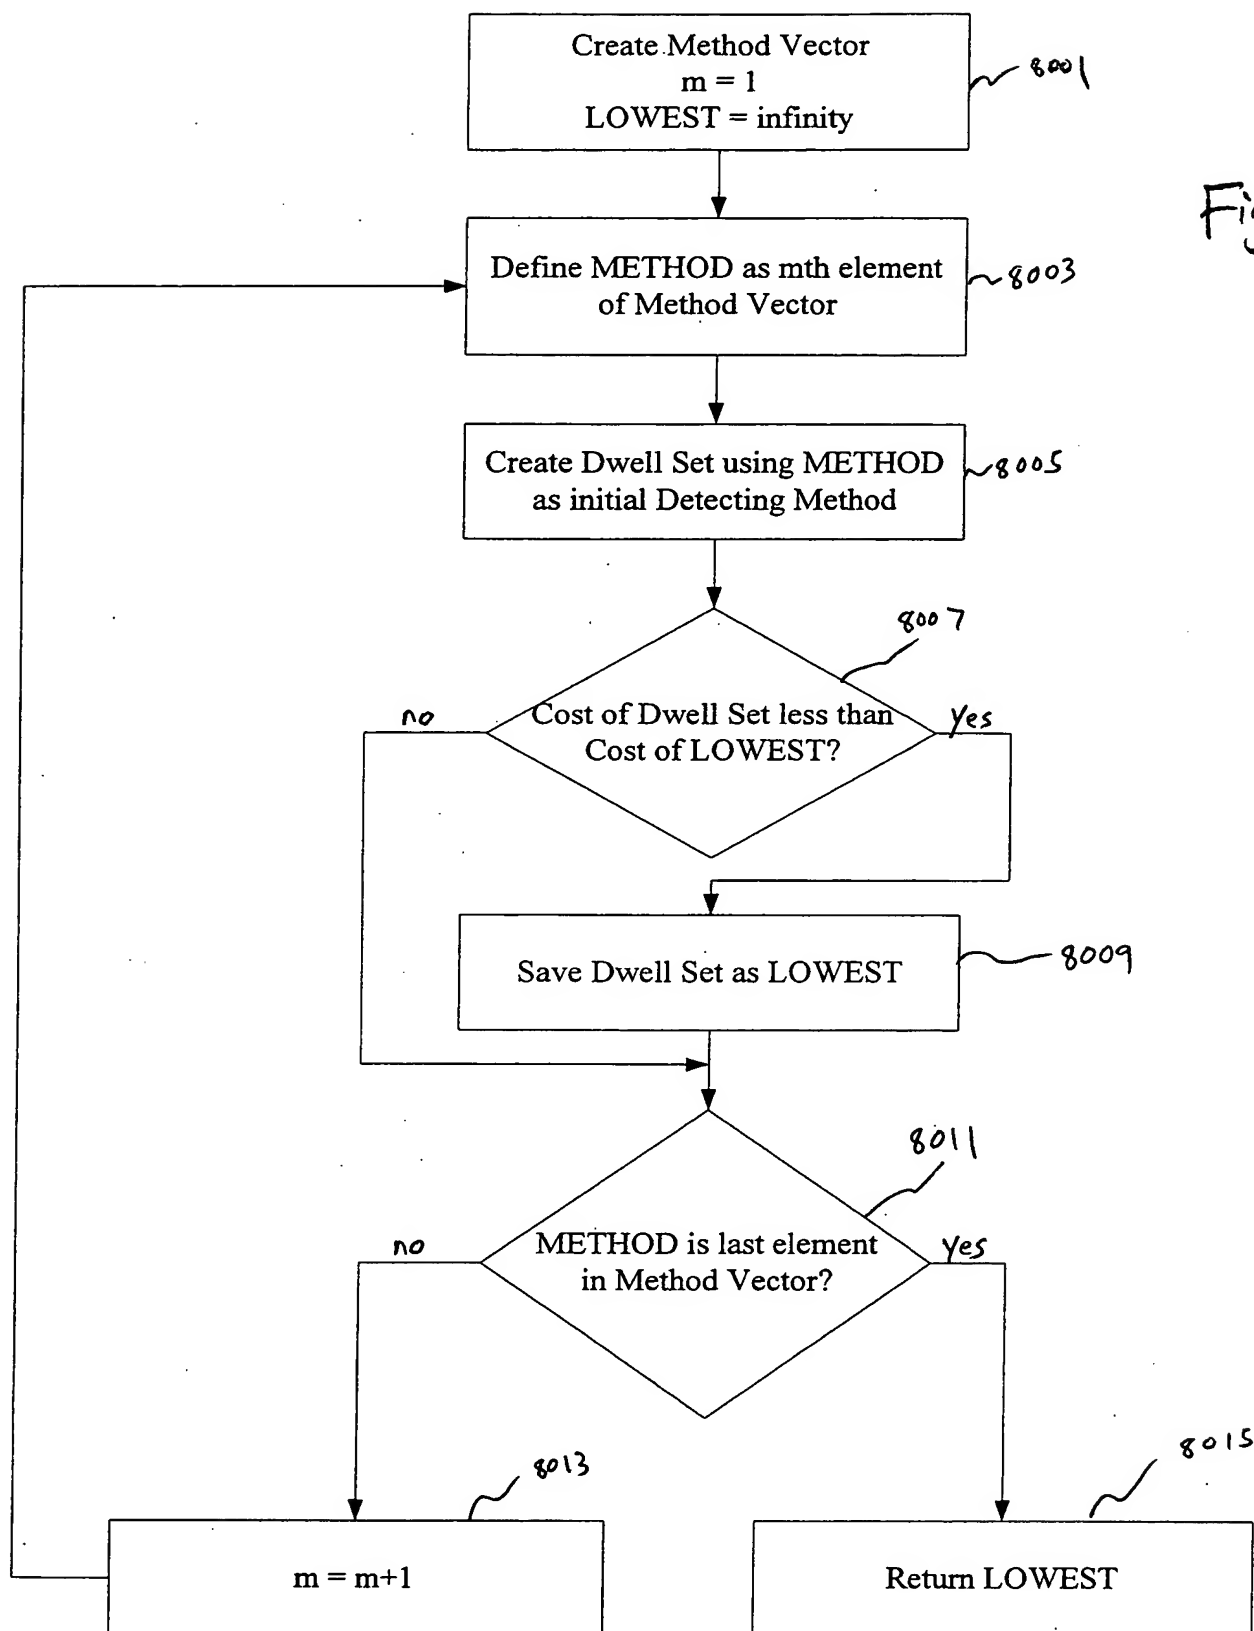 Create Method Vector
m = 1
LOWEST = infinity
8001
Define METHOD as mth element
of Method Vector
8003
Create Dwell Set using METHOD
as initial Detecting Method
8005
8007
no
Cost of Dwell Set less than
Cost of LOWEST?
yes
Save Dwell Set as LOWEST
8009
8011
no
METHOD is last element
in Method Vector?
yes
8013
8015
m = m+1
Return LOWEST